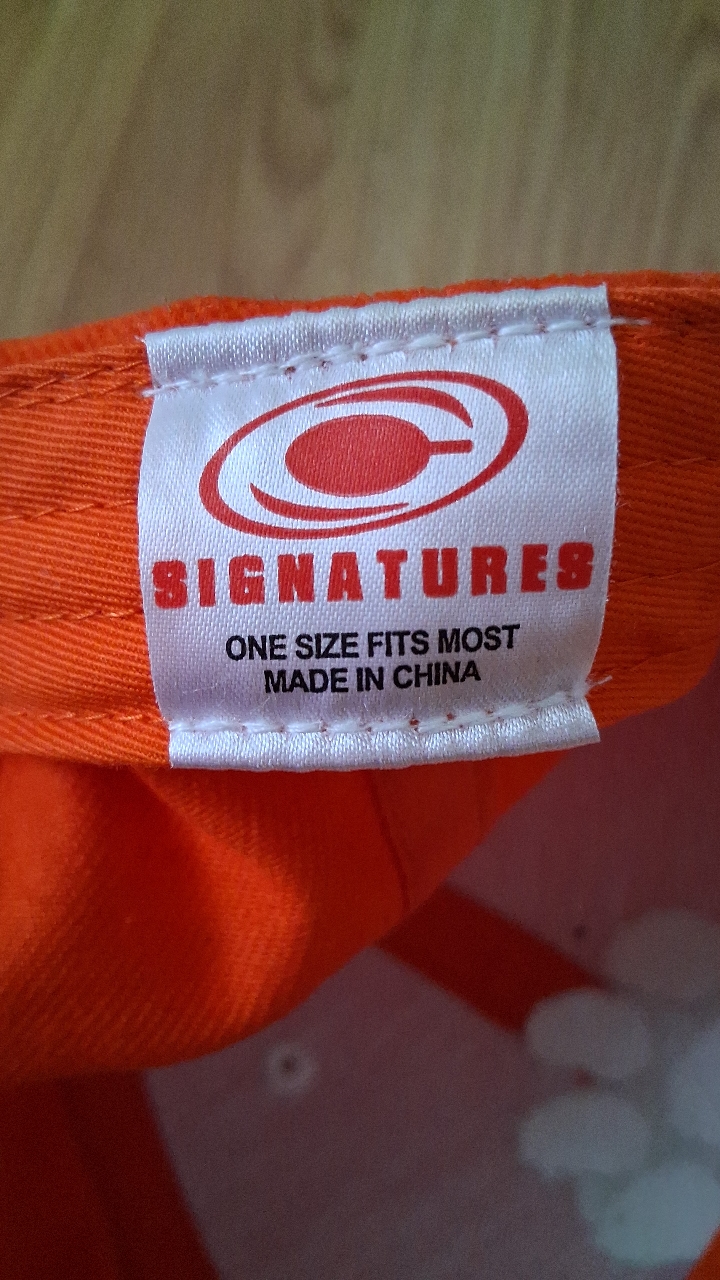 SIGNATURES
ONE SIZE FITS MOST
MADE IN CHINA